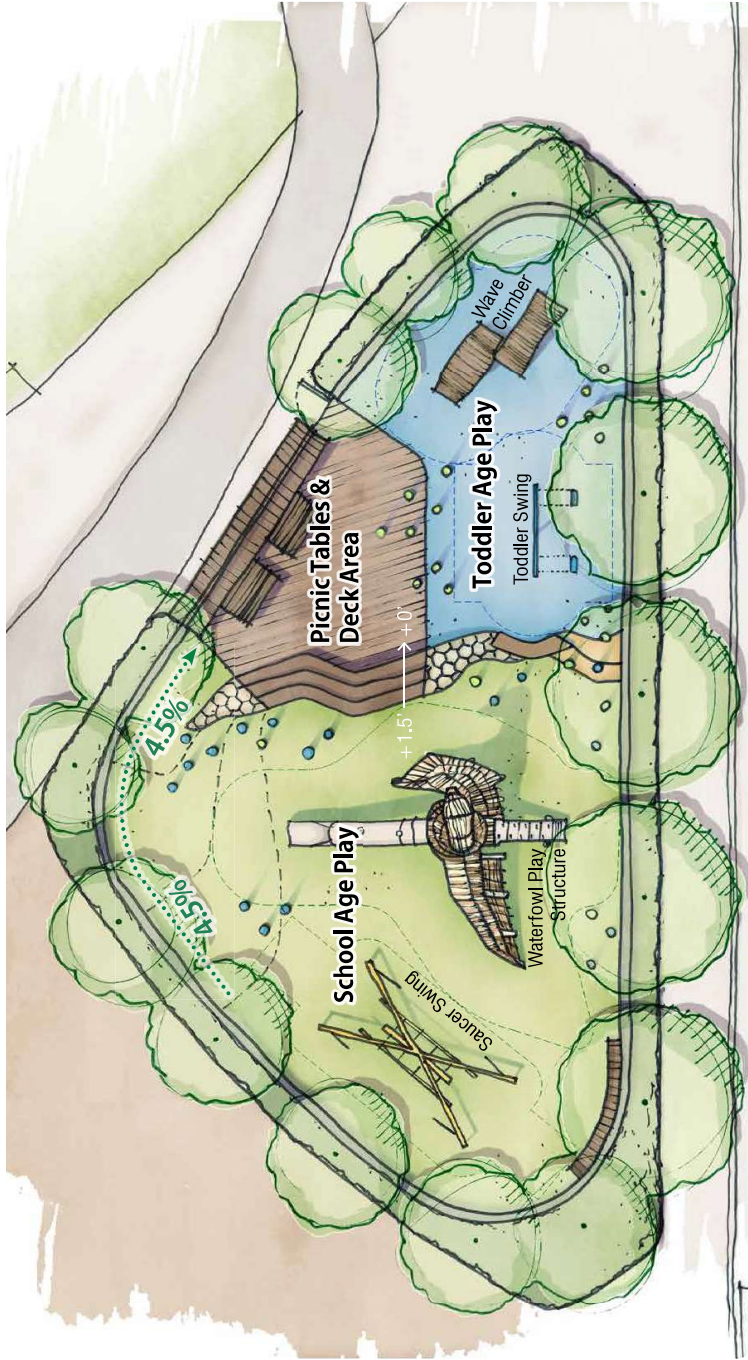 4.5%
4.5%
School Age Play
Saucer Swing
Waterfowl Play
Structure
+1.5'
+0'
Picnic Tables &
Deck Area
Toddler Age Play
Toddler Swing
Wave
Climber